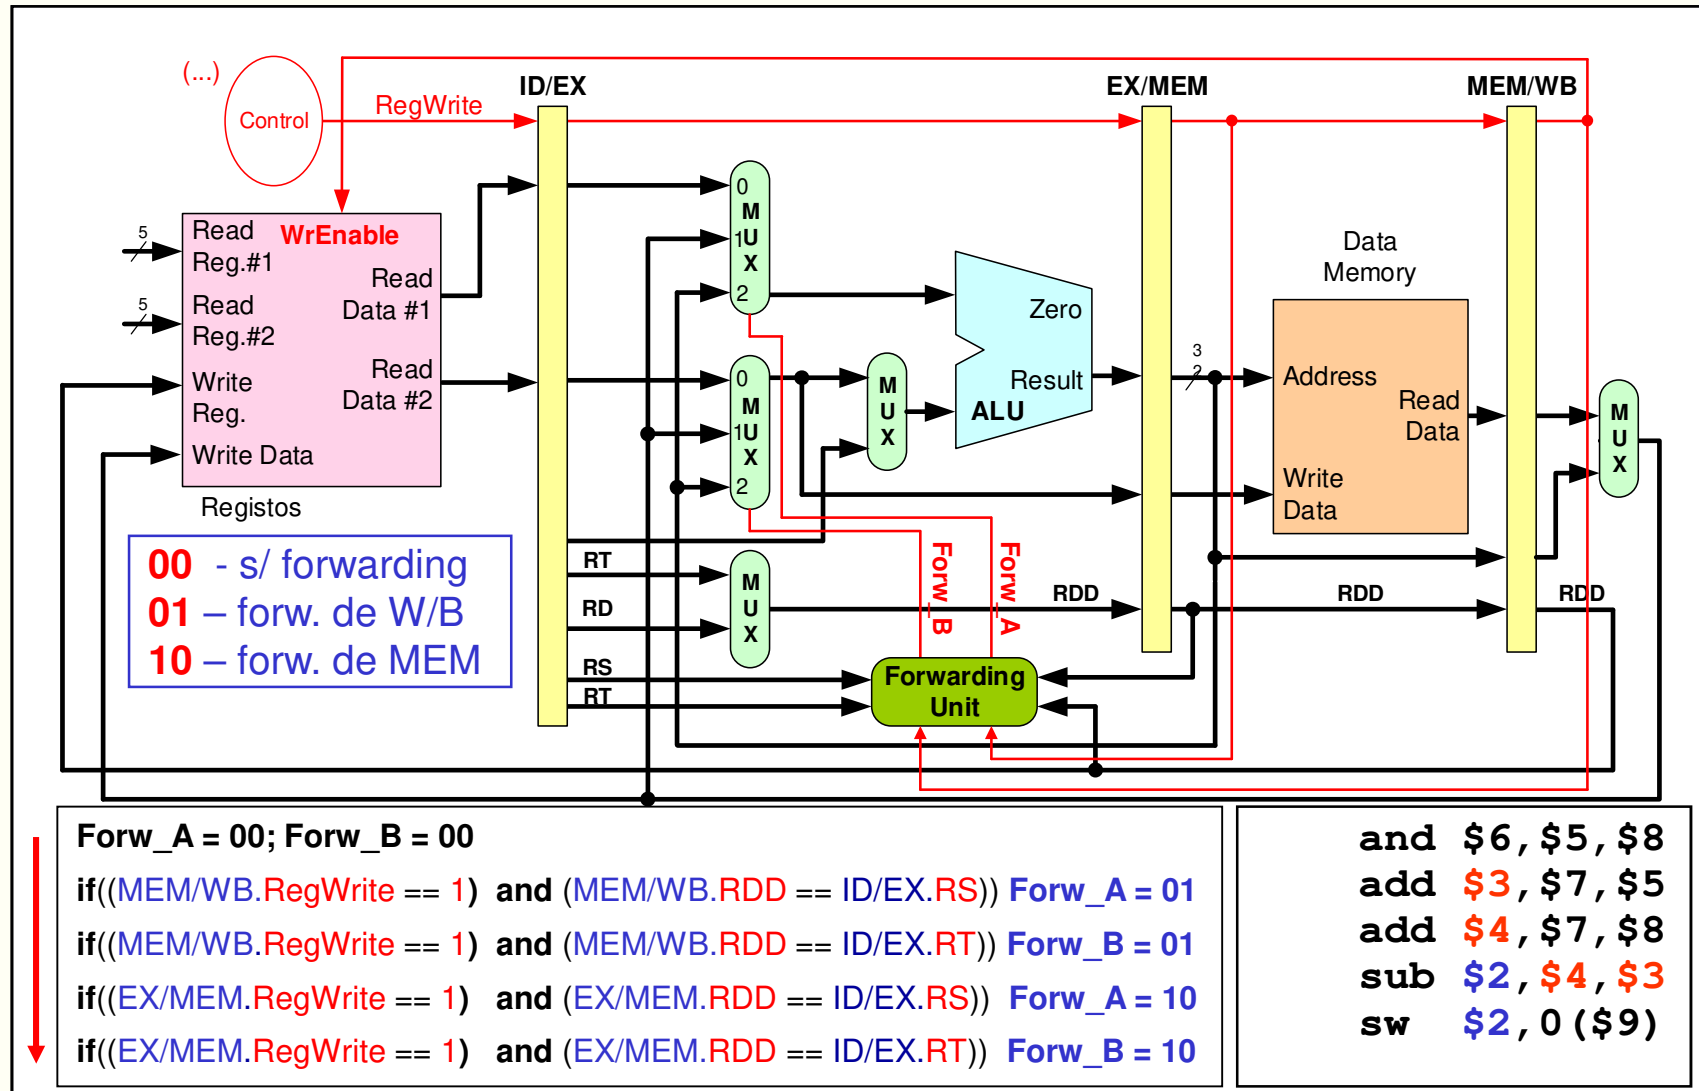 (...)
Control
RegWrite
ID/EX
EX/MEM
MEM/WB
5
Read
Reg.#1
WrEnable
Read
Data #1
5
Read
Reg.#2
Write
Reg.
Read
Data #2
Write Data
Registos
0
M
1U
X
2
0
M
1U
X
2
M
U
X
Zero
Result
ALU
3
2
Data
Memory
Address
Read
Data
Write
Data
M
U
X
00 - s/ forwarding
01 – forw. de W/B
10 – forw. de MEM
RT
RD
M
U
X
Forw_B
Forw_A
RDD
RDD
RDD
RS
RT
Forwarding
Unit
Forw_A = 00; Forw_B = 00
if((MEM/WB.RegWrite == 1) and (MEM/WB.RDD == ID/EX.RS)) Forw_A = 01
if((MEM/WB.RegWrite == 1) and (MEM/WB.RDD == ID/EX.RT)) Forw_B = 01
if((EX/MEM.RegWrite == 1) and (EX/MEM.RDD == ID/EX.RS)) Forw_A = 10
if((EX/MEM.RegWrite == 1) and (EX/MEM.RDD == ID/EX.RT)) Forw_B = 10
and $6,$5,$8
add $3,$7,$5
add $4,$7,$8
sub $2,$4,$3
sw $2,0($9)